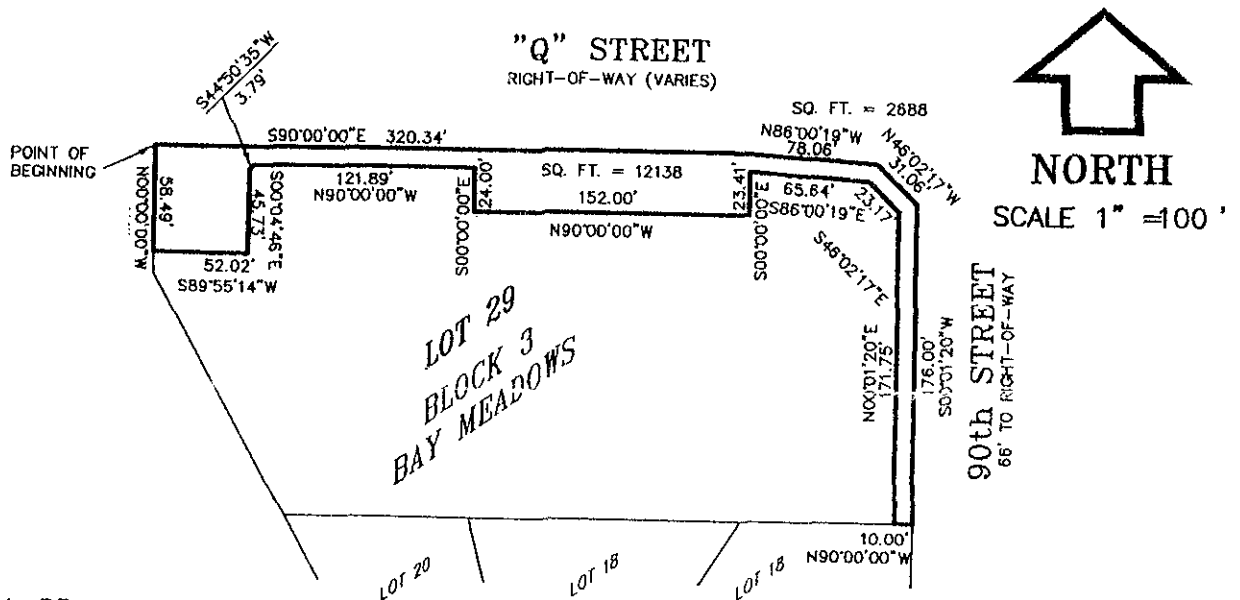 "Q" STREET
RIGHT-OF-WAY (VARIES)
S44°50'35"W
3.79'
SQ. FT. = 2688
N86°00'19"W
78.06'
N46°02'17"W
31.06'
NORTH
SCALE 1" =100 '
POINT OF
BEGINNING
S90°00'00"E 320.34'
N00°00'00"W
58.49'
45.73'
S00°04'46"E
121.89'
N90°00'00"W
S00°00'00"E
24.00'
SQ. FT. = 12138
152.00'
N90°00'00"W
23.41'
S00°00'00"E
65.64'
S86°00'19"E
23.17
S46°02'17"E
52.02'
S89°55'14"W
LOT 29
BLOCK 3
BAY MEADOWS
N00°01'20"E
171.75'
176.00'
S00°01'20"W
90th STREET
66' TO RIGHT-OF-WAY
10.00'
N90°00'00"W
LOT 20
LOT 18
LOT 18